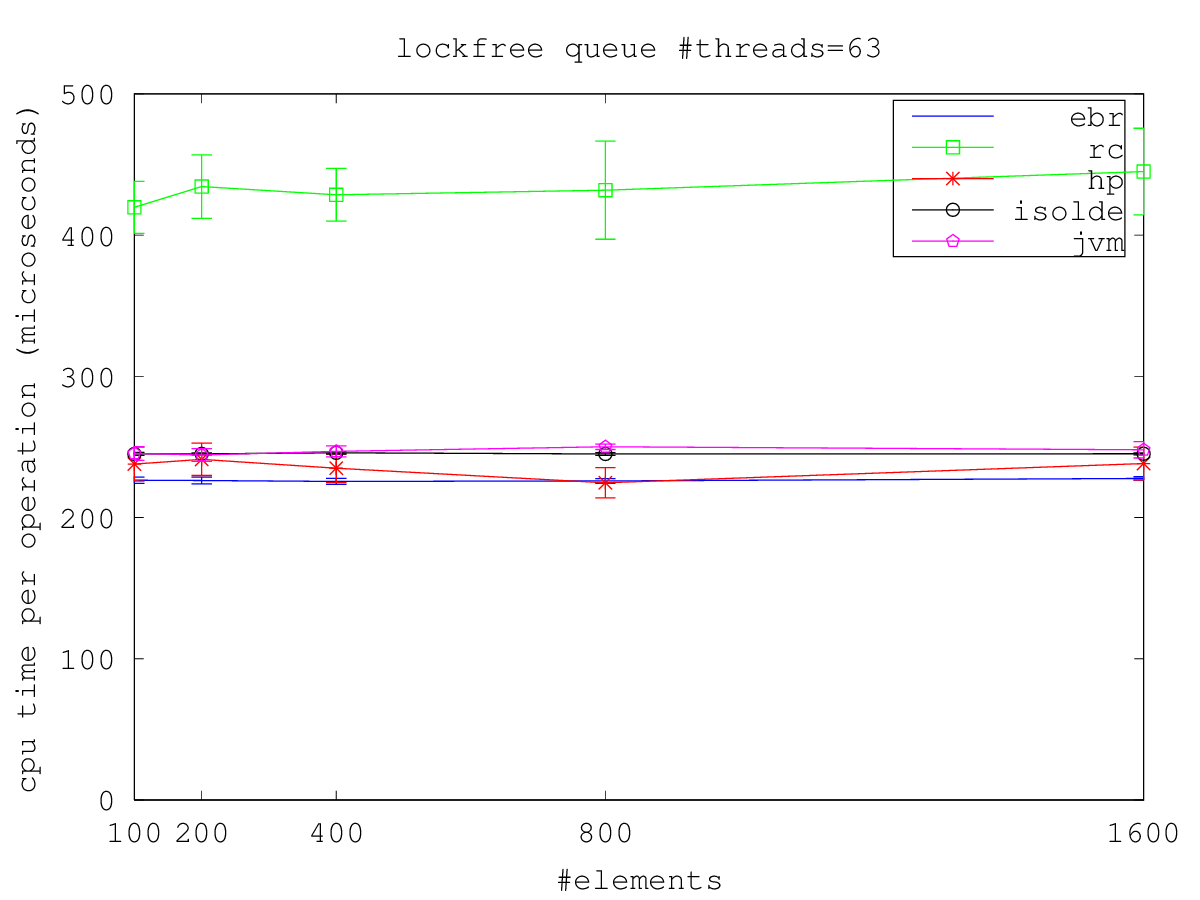 lockfree queue #threads=63
cpu time per operation (microseconds)
500
400
300
200
100
0
ebr
rc
hp
isolde
jvm
100 200 400 800 1600
#elements